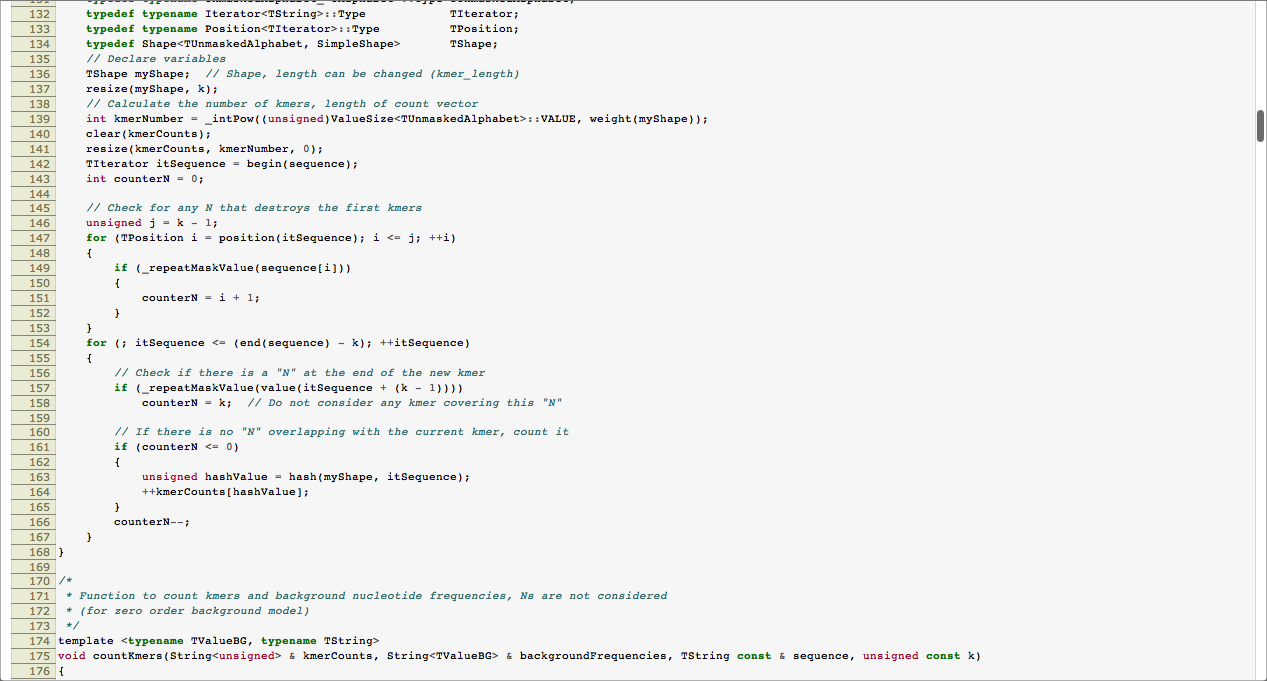 132 typedef typename Iterator<TString>::Type TIterator;
133 typedef typename Position<TIterator>::Type TPosition;
134 typedef Shape<TUnmaskedAlphabet, SimpleShape> TShape;
135 // Declare variables
136 TShape myShape; // Shape, length can be changed (kmer_length)
137 resize(myShape, k);
138 // Calculate the number of kmers, length of count vector
139 int kmerNumber = _intPow((unsigned)ValueSize<TUnmaskedAlphabet>::VALUE, weight(myShape));
140 clear(kmerCounts);
141 resize(kmerCounts, kmerNumber, 0);
142 TIterator itSequence = begin(sequence);
143 int counterN = 0;
144
145 // Check for any N that destroys the first kmers
146 unsigned j = k - 1;
147 for (TPosition i = position(itSequence); i <= j; ++i)
148 {
149 if (_repeatMaskValue(sequence[i]))
150 {
151 counterN = i + 1;
152 }
153 }
154 for (; itSequence <= (end(sequence) - k); ++itSequence)
155 {
156 // Check if there is a "N" at the end of the new kmer
157 if (_repeatMaskValue(value(itSequence + (k - 1))))
158 counterN = k; // Do not consider any kmer covering this "N"
159
160 // If there is no "N" overlapping with the current kmer, count it
161 if (counterN <= 0)
162 {
163 unsigned hashValue = hash(myShape, itSequence);
164 ++kmerCounts[hashValue];
165 }
166 counterN--;
167 }
168 }
169
170 /*
171 * Function to count kmers and background nucleotide frequencies, Ns are not considered
172 * (for zero order background model)
173 */
174 template <typename TValueBG, typename TString>
175 void countKmers(String<unsigned> & kmerCounts, String<TValueBG> & backgroundFrequencies, TString const & sequence, unsigned const k)
176 {